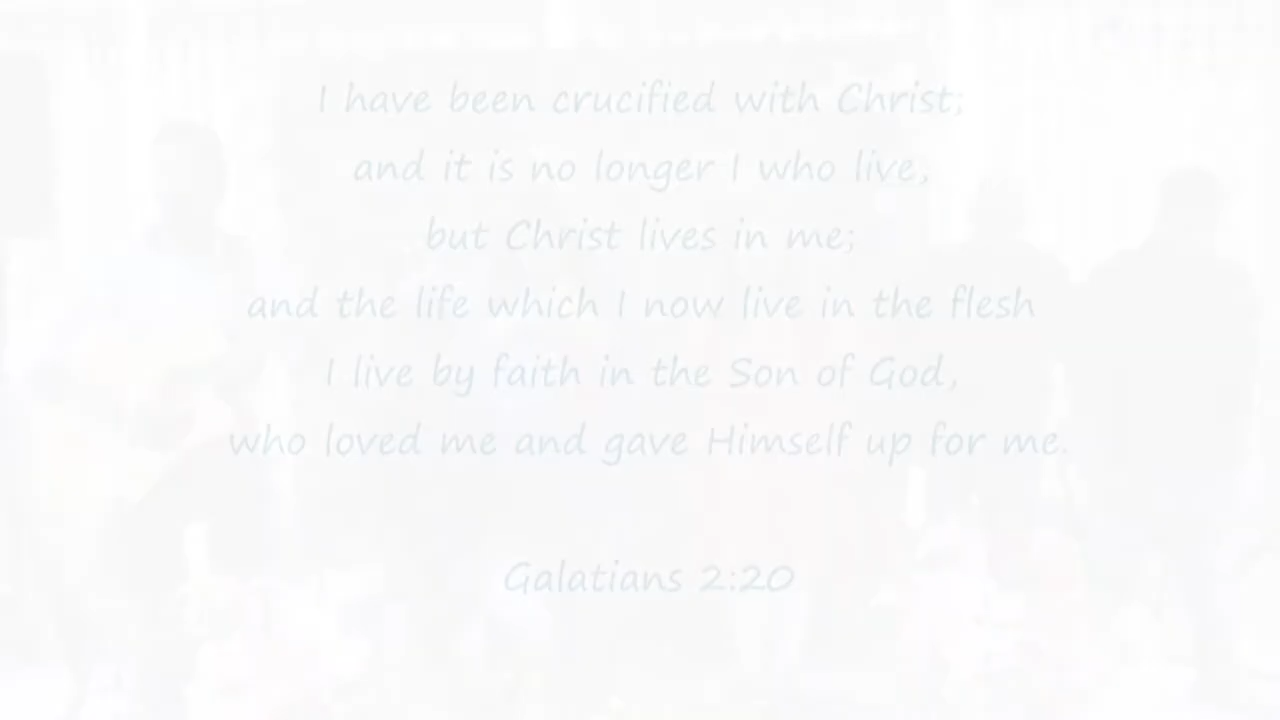 I have been crucified with Christ;
and it is no longer I who live,
but Christ lives in me;
and the life which I now live in the flesh
I live by faith in the Son of God,
who loved me and gave Himself up for me.
Galatians 2:20